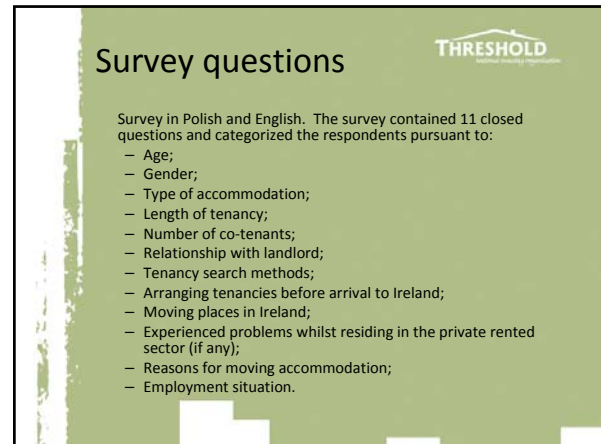 Survey questions
THRESHOLD
national housing organisation
Survey in Polish and English.  The survey contained 11 closed
questions and categorized the respondents pursuant to:
– Age;
– Gender;
– Type of accommodation;
– Length of tenancy;
– Number of co-tenants;
– Relationship with landlord;
– Tenancy search methods;
– Arranging tenancies before arrival to Ireland;
– Moving places in Ireland;
– Experienced problems whilst residing in the private rented
sector (if any);
– Reasons for moving accommodation;
– Employment situation.